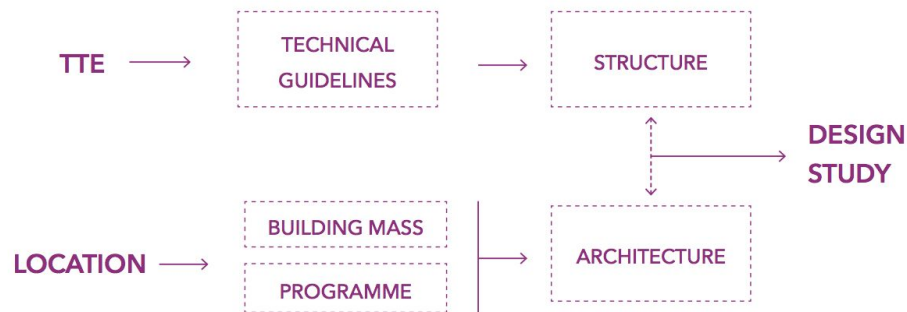 TTE
TECHNICAL
GUIDELINES
STRUCTURE
DESIGN
STUDY
LOCATION
BUILDING MASS
PROGRAMME
ARCHITECTURE